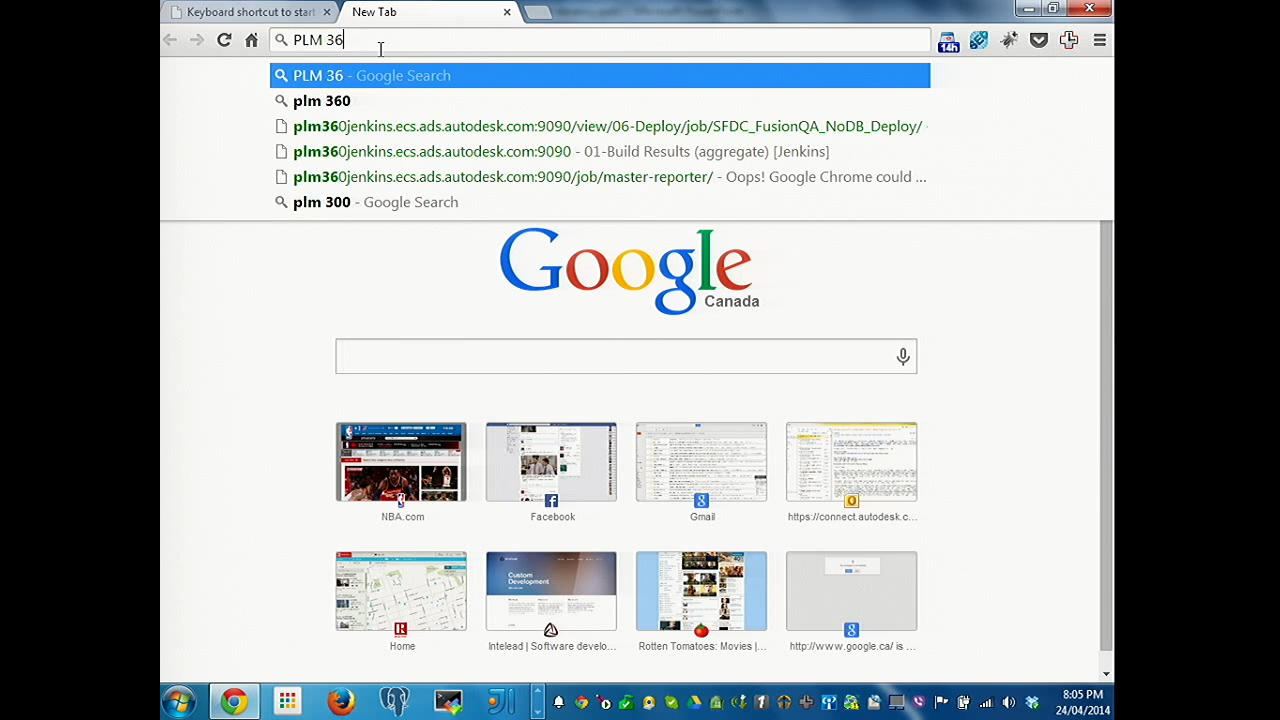 Keyboard shortcut to start
New Tab
PLM 36
14h
PLM 36 - Google Search
plm 360
plm360jenkins.ecs.ads.autodesk.com:9090/view/06-Deploy/job/SFDC_FusionQA_NoDB_Deploy/ -
plm360jenkins.ecs.ads.autodesk.com:9090 - 01-Build Results (aggregate) [Jenkins]
plm360jenkins.ecs.ads.autodesk.com:9090/job/master-reporter/ - Oops! Google Chrome could ...
plm 300 - Google Search
Google
Canada
NBA.com
Facebook
Gmail
https://connect.autodesk.c...
Custom
Development
Home
Intelead | Software develo...
Rotten Tomatoes: Movies |...
http://www.google.ca/ is ...
8:05 PM
24/04/2014